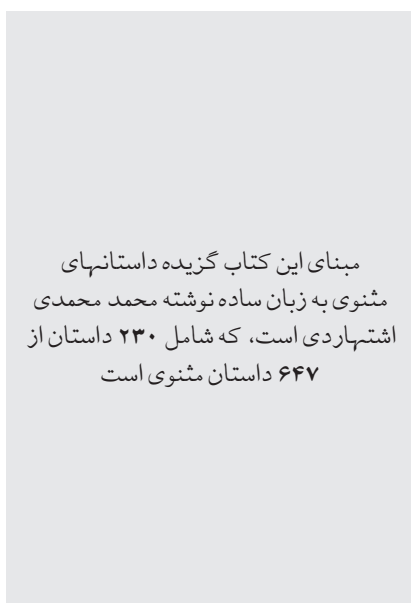 مبنای این کتاب گزیده داستانهای
مثنوی به زبان ساده نوشته محمد محمدی
اشتهاردی است، که شامل ۲۳۰ داستان از
۶۴۷ داستان مثنوی است